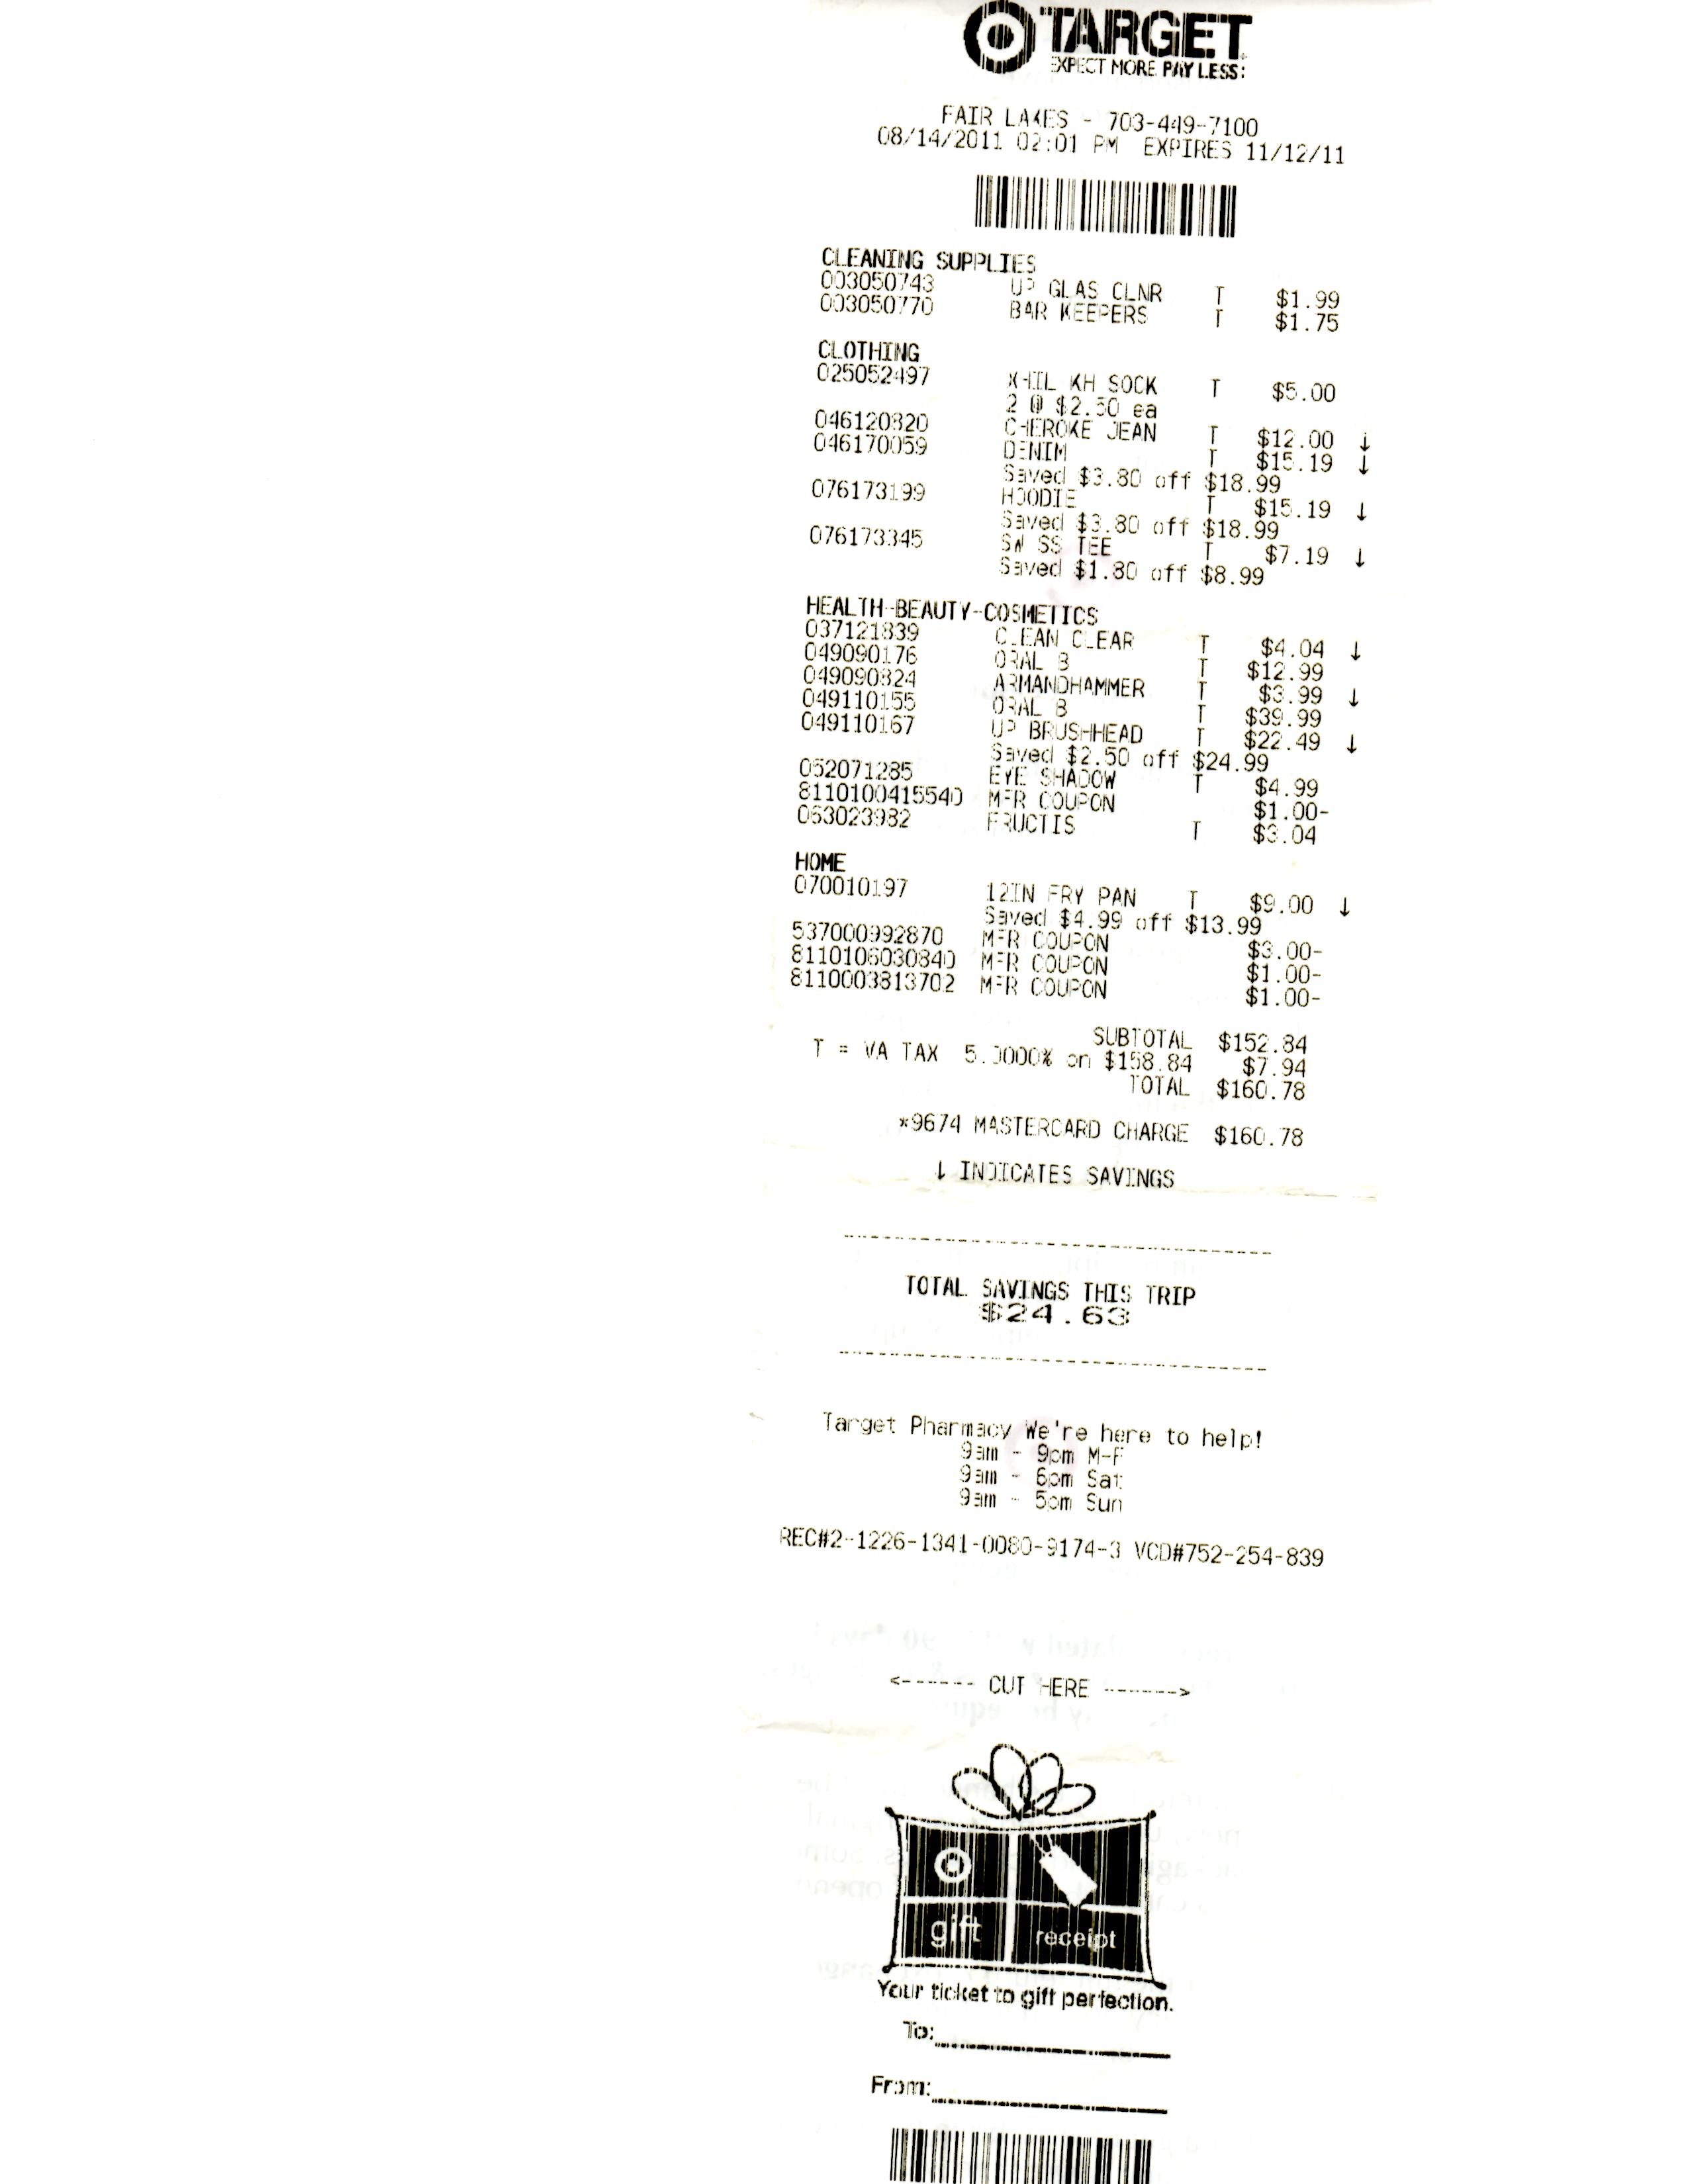 TARGET
EXPECT MORE. PAY LESS.
FAIR LAKES - 703-449-7100
08/14/2011 02:01 PM EXPIRES 11/12/11
CLEANING SUPPLIES
003050743 UP GLAS CLNR T $1.99
003050770 BAR KEEPERS T $1.75
CLOTHING
025052497 XHIL KH SOCK T $5.00
2 @ $2.50 ea
046120820 CHEROKE JEAN T $12.00 ↓
046170059 DENIM T $15.19 ↓
Saved $3.80 off $18.99
076173199 HOODIE T $15.19 ↓
Saved $3.80 off $18.99
076173345 SW SS TEE T $7.19 ↓
Saved $1.80 off $8.99
HEALTH-BEAUTY-COSMETICS
037121839 CLEAN CLEAR T $4.04 ↓
049090176 ORAL B T $12.99
049090824 ARMANDHAMMER T $3.99 ↓
049110155 ORAL B T $39.99
049110167 UP BRUSHHEAD T $22.49 ↓
Saved $2.50 off $24.99
052071285 EYE SHADOW T $4.99
8110100415540 MFR COUPON $1.00-
063023982 FRUCTIS T $3.04
HOME
070010197 12IN FRY PAN T $9.00 ↓
Saved $4.99 off $13.99
537000992870 MFR COUPON $3.00-
8110106030840 MFR COUPON $1.00-
8110003813702 MFR COUPON $1.00-
SUBTOTAL $152.84
T = VA TAX 5.0000% on $158.84 $7.94
TOTAL $160.78
*9674 MASTERCARD CHARGE $160.78
↓ INDICATES SAVINGS
TOTAL SAVINGS THIS TRIP
$24.63
Target Pharmacy We're here to help!
9am - 9pm M-F
9am - 6pm Sat
9am - 5pm Sun
REC#2-1226-1341-0080-9174-3 VCD#752-254-839
<------ CUT HERE ------>
gift receipt
Your ticket to gift perfection.
To:
From: